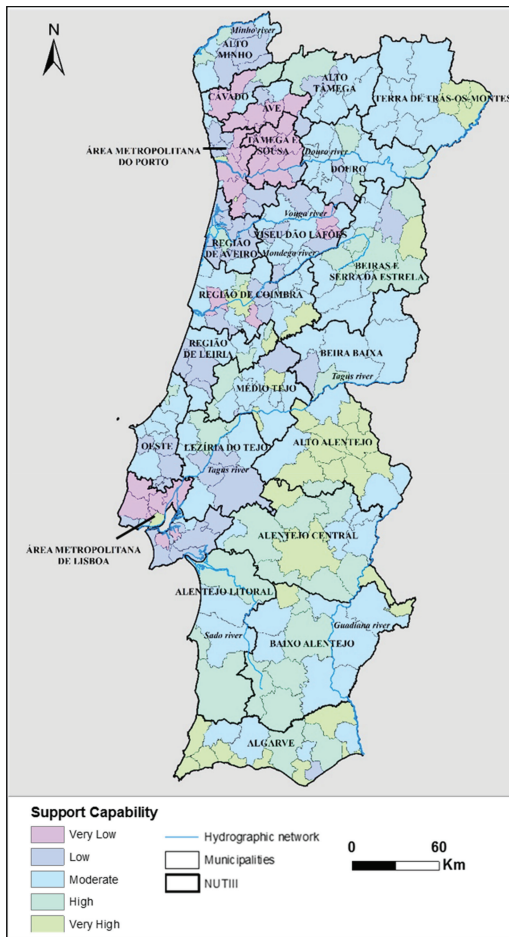 N
Minho river
ALTO
MINHO
CÁVADO
AVE
ALTO
TÂMEGA
TERRA DE TRÁS-OS-MONTES
ÁREA METROPOLITANA
DO PORTO
TÂMEGA E
SOUSA
Douro river
DOURO
Vouga river
VISEU DÃO LAFÕES
REGIÃO
DE AVEIRO
Mondego river
BEIRAS E
SERRA DA ESTRELA
REGIÃO DE COIMBRA
REGIÃO
DE LEIRIA
BEIRA BAIXA
Tagus river
MÉDIO TEJO
OESTE
LEZÍRIA DO TEJO
Tagus river
ALTO ALENTEJO
ÁREA METROPOLITANA
DE LISBOA
ALENTEJO CENTRAL
ALENTEJO LITORAL
Sado river
Guadiana river
BAIXO ALENTEJO
ALGARVE
Support Capability
Very Low
Low
Moderate
High
Very High
Hydrographic network
Municipalities
NUTIII
0 60
Km